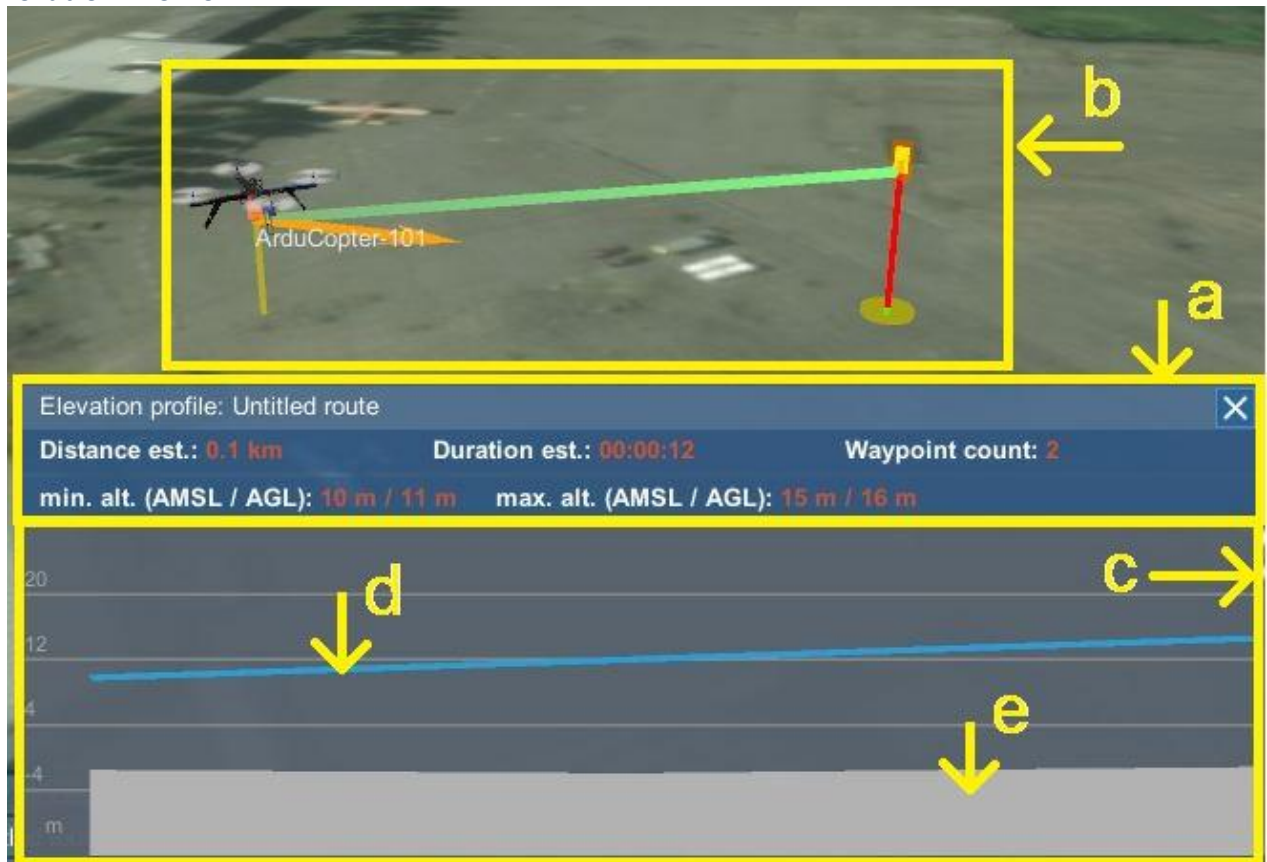 b
ArduCopter-101
a
Elevation profile: Untitled route
Distance est.: 0.1 km Duration est.: 00:00:12 Waypoint count: 2
min. alt. (AMSL / AGL): 10 m / 11 m max. alt. (AMSL / AGL): 15 m / 16 m
20
c
d
12
4
e
-4
m